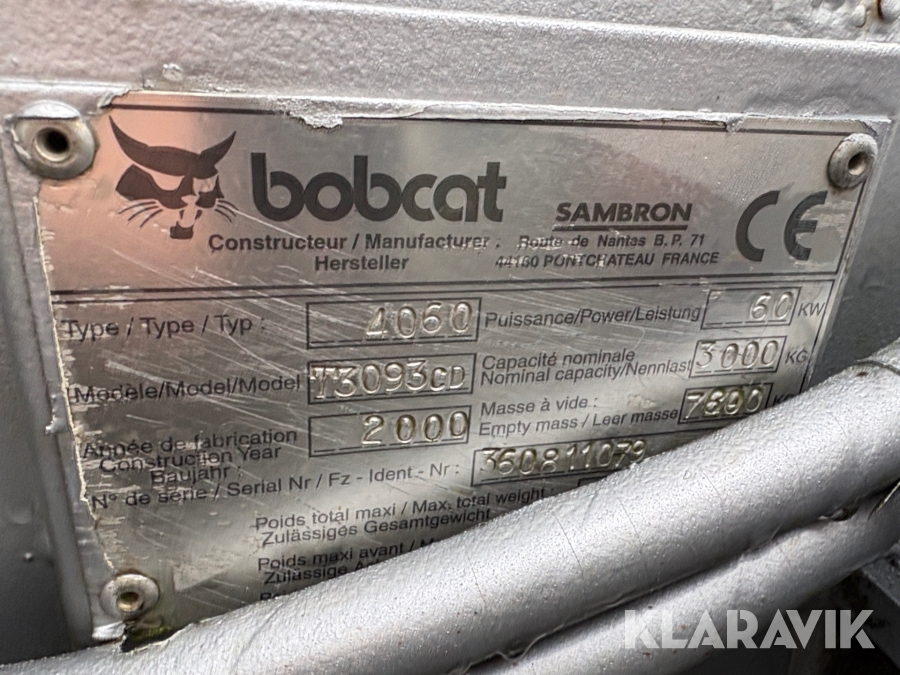 bobcat
SAMBRON
CE
Constructeur / Manufacturer . Route de Nantes B.P. 71
Hersteller 44160 PONTCHATEAU FRANCE
Type / Type / Typ : 4060 Puissance/Power/Leistung 60 KW
Modèle/Model/Model T3093CD Capacité nominale
Nominal capacity/Nennlast 3000 KG
Année de fabrication
Construction Year
Baujahr : 2000 Masse à vide :
Empty mass / Leer masse
N° de série / Serial Nr / Fz - Ident - Nr : 360811079
Poids total maxi / Max. total weight :
Zulässiges Gesamtgewicht
Poids maxi avant /
Zulässige
KLARAVIK